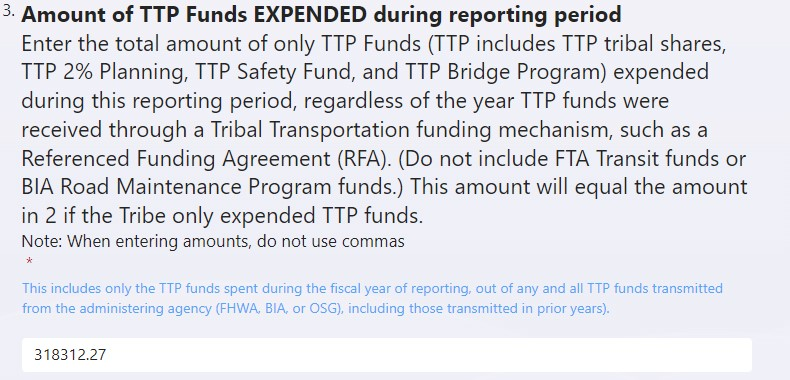 3. Amount of TTP Funds EXPENDED during reporting period
Enter the total amount of only TTP Funds (TTP includes TTP tribal shares,
TTP 2% Planning, TTP Safety Fund, and TTP Bridge Program) expended
during this reporting period, regardless of the year TTP funds were
received through a Tribal Transportation funding mechanism, such as a
Referenced Funding Agreement (RFA). (Do not include FTA Transit funds or
BIA Road Maintenance Program funds.) This amount will equal the amount
in 2 if the Tribe only expended TTP funds.
Note: When entering amounts, do not use commas
*
This includes only the TTP funds spent during the fiscal year of reporting, out of any and all TTP funds transmitted
from the administering agency (FHWA, BIA, or OSG), including those transmitted in prior years).
318312.27